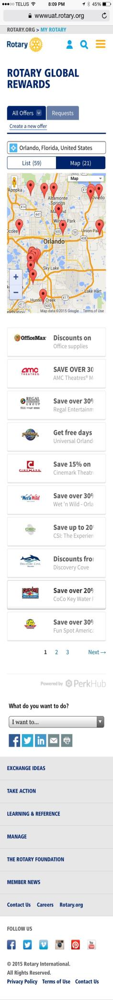 TELUS 8:09 PM 45%
wwwuat.rotary.org
ROTARY.ORG > MY ROTARY
Rotary
ROTARY GLOBAL
REWARDS
All Offers Requests
Create a new offer
Orlando, Florida, United States
List (59) Map (21)
Map
Apopka
Altamonte
Springs
Oviedo
414
441
Park
Ocoee
600
50
Union Pa
408
Orlando
Sky Lake
+
−
Lake Hart
Creek
417
417
600
elebration
Map data ©2015 Google Terms of Use
OfficeMax Discounts on
Office supplies
amc THEATRES SAVE OVER 30
AMC Theatres® M
REGAL ENTERTAINMENT GROUP Save over 30%
Regal Entertainm
UNIVERSAL Get free days
Universal Orland
CINEMARK Save 15% on
Cinemark Theatr
Wet'n Wild Save over 30%
Wet 'n Wild - Orla
CSI Save up to 20
CSI: The Experien
DISCOVERY COVE Discounts fro
Discovery Cove
Save over 20%
CoCo Key Water
FUN SPOT Save over 30%
Fun Spot America
1 2 3 Next →
Powered by PerkHub
What do you want to do?
I want to...
EXCHANGE IDEAS
TAKE ACTION
LEARNING & REFERENCE
MANAGE
THE ROTARY FOUNDATION
MEMBER NEWS
Contact Us Careers Rotary.org
FOLLOW US
© 2015 Rotary International.
All Rights Reserved.
Privacy Policy Terms of Use Contact Us